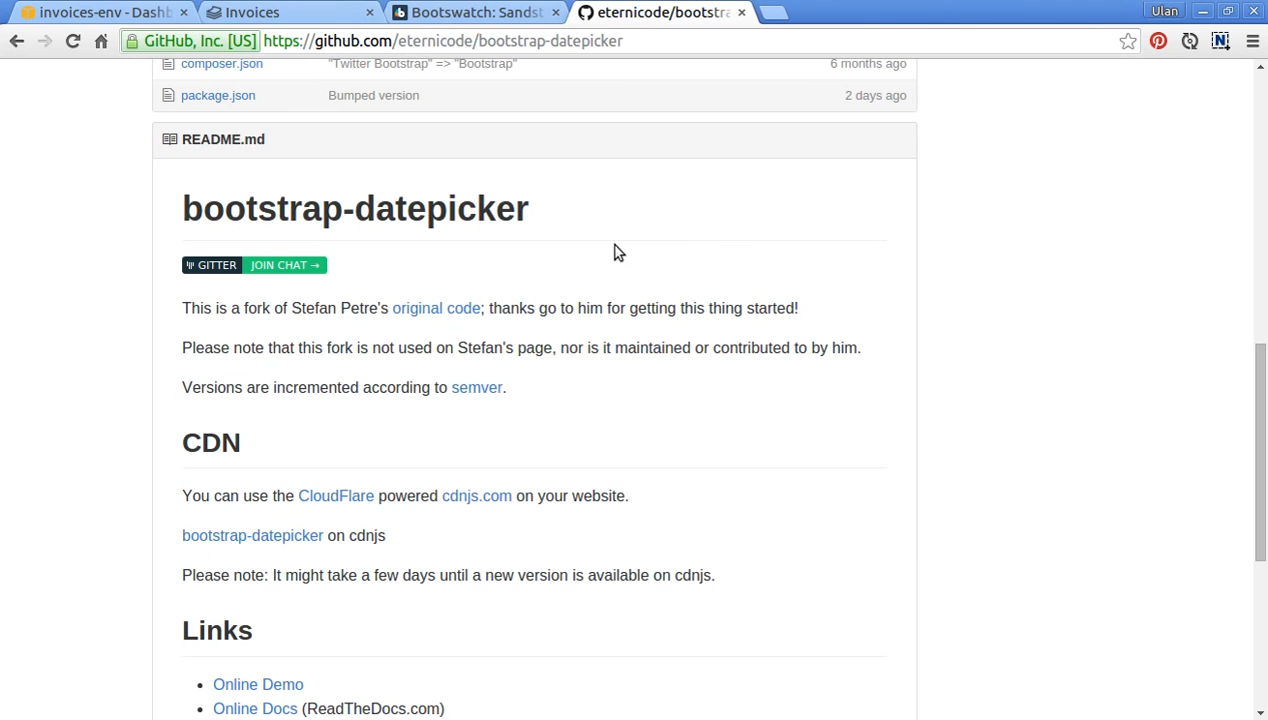 invoices-env - Dashb
Invoices
Bootswatch: Sandst
eternicode/bootstra
Ulan
GitHub, Inc. [US] https://github.com/eternicode/bootstrap-datepicker
composer.json "Twitter Bootstrap" => "Bootstrap" 6 months ago
package.json Bumped version 2 days ago
README.md
bootstrap-datepicker
GITTER JOIN CHAT →
This is a fork of Stefan Petre's original code; thanks go to him for getting this thing started!
Please note that this fork is not used on Stefan's page, nor is it maintained or contributed to by him.
Versions are incremented according to semver.
CDN
You can use the CloudFlare powered cdnjs.com on your website.
bootstrap-datepicker on cdnjs
Please note: It might take a few days until a new version is available on cdnjs.
Links
• Online Demo
• Online Docs (ReadTheDocs.com)